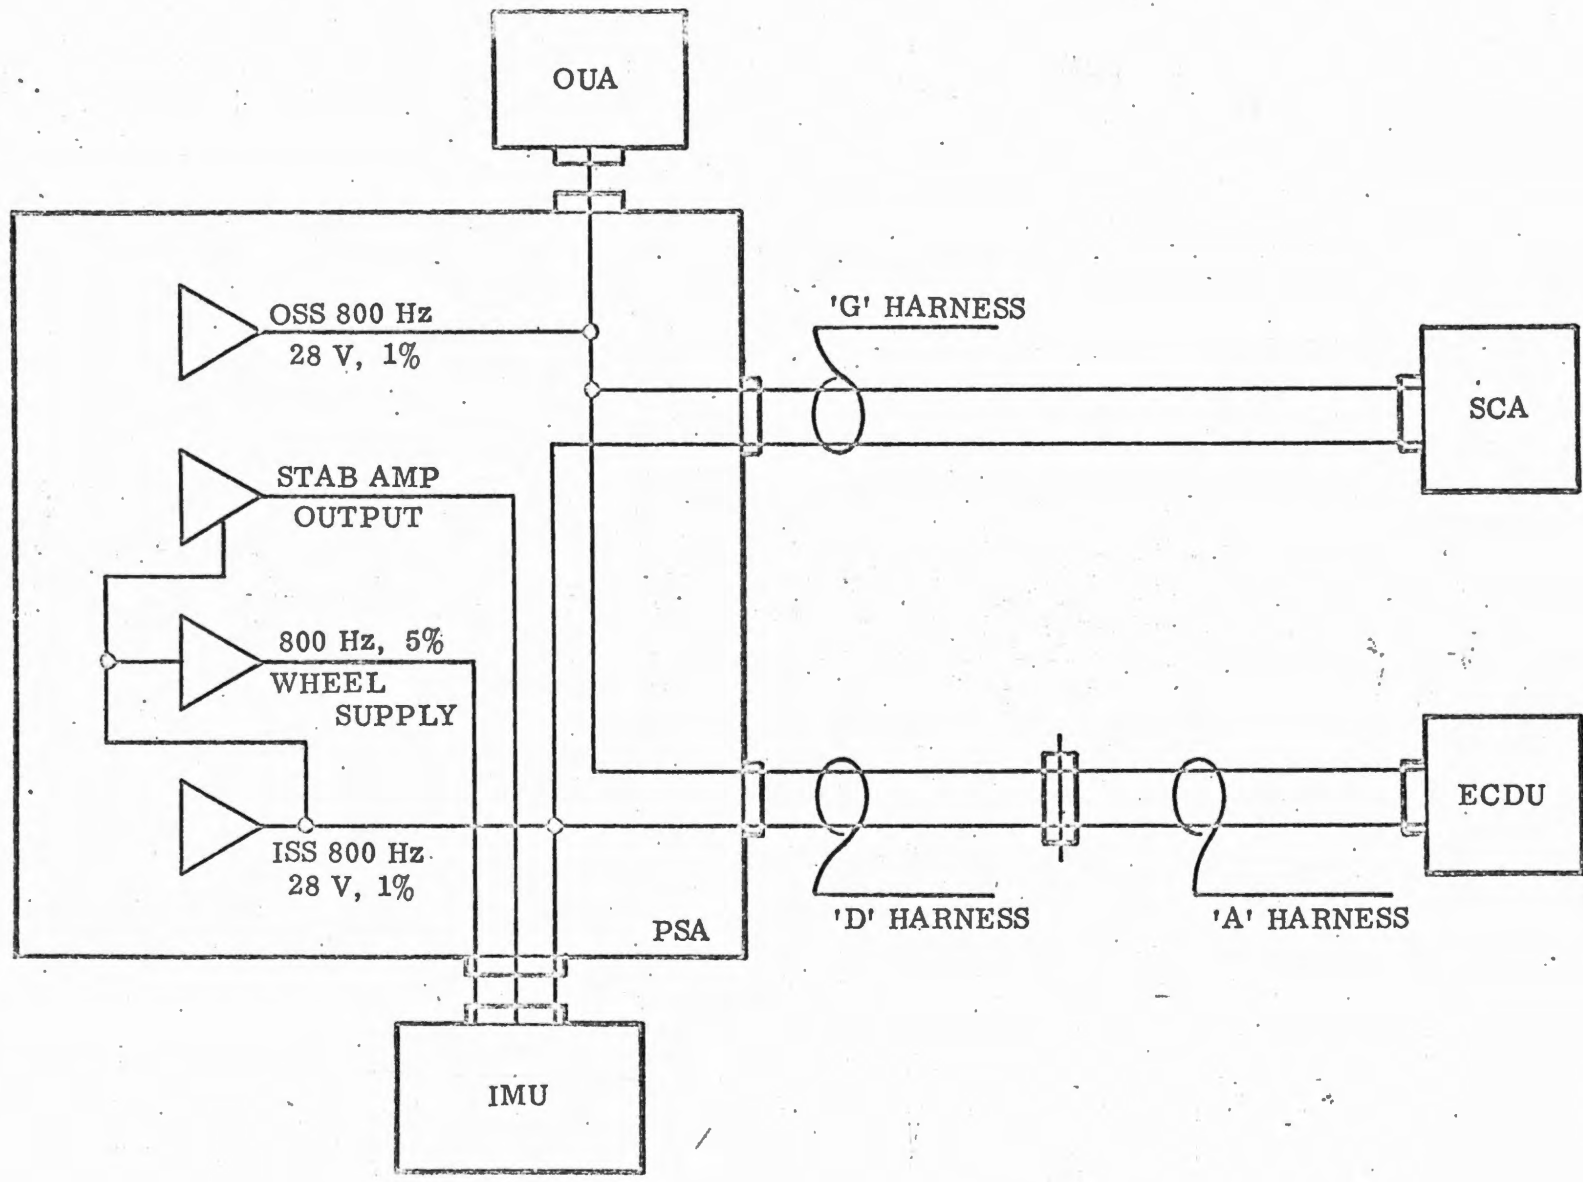 OUA
OSS 800 Hz
28 V, 1%
'G' HARNESS
SCA
STAB AMP
OUTPUT
800 Hz, 5%
WHEEL
SUPPLY
ISS 800 Hz
28 V, 1%
ECDU
'D' HARNESS
'A' HARNESS
PSA
IMU